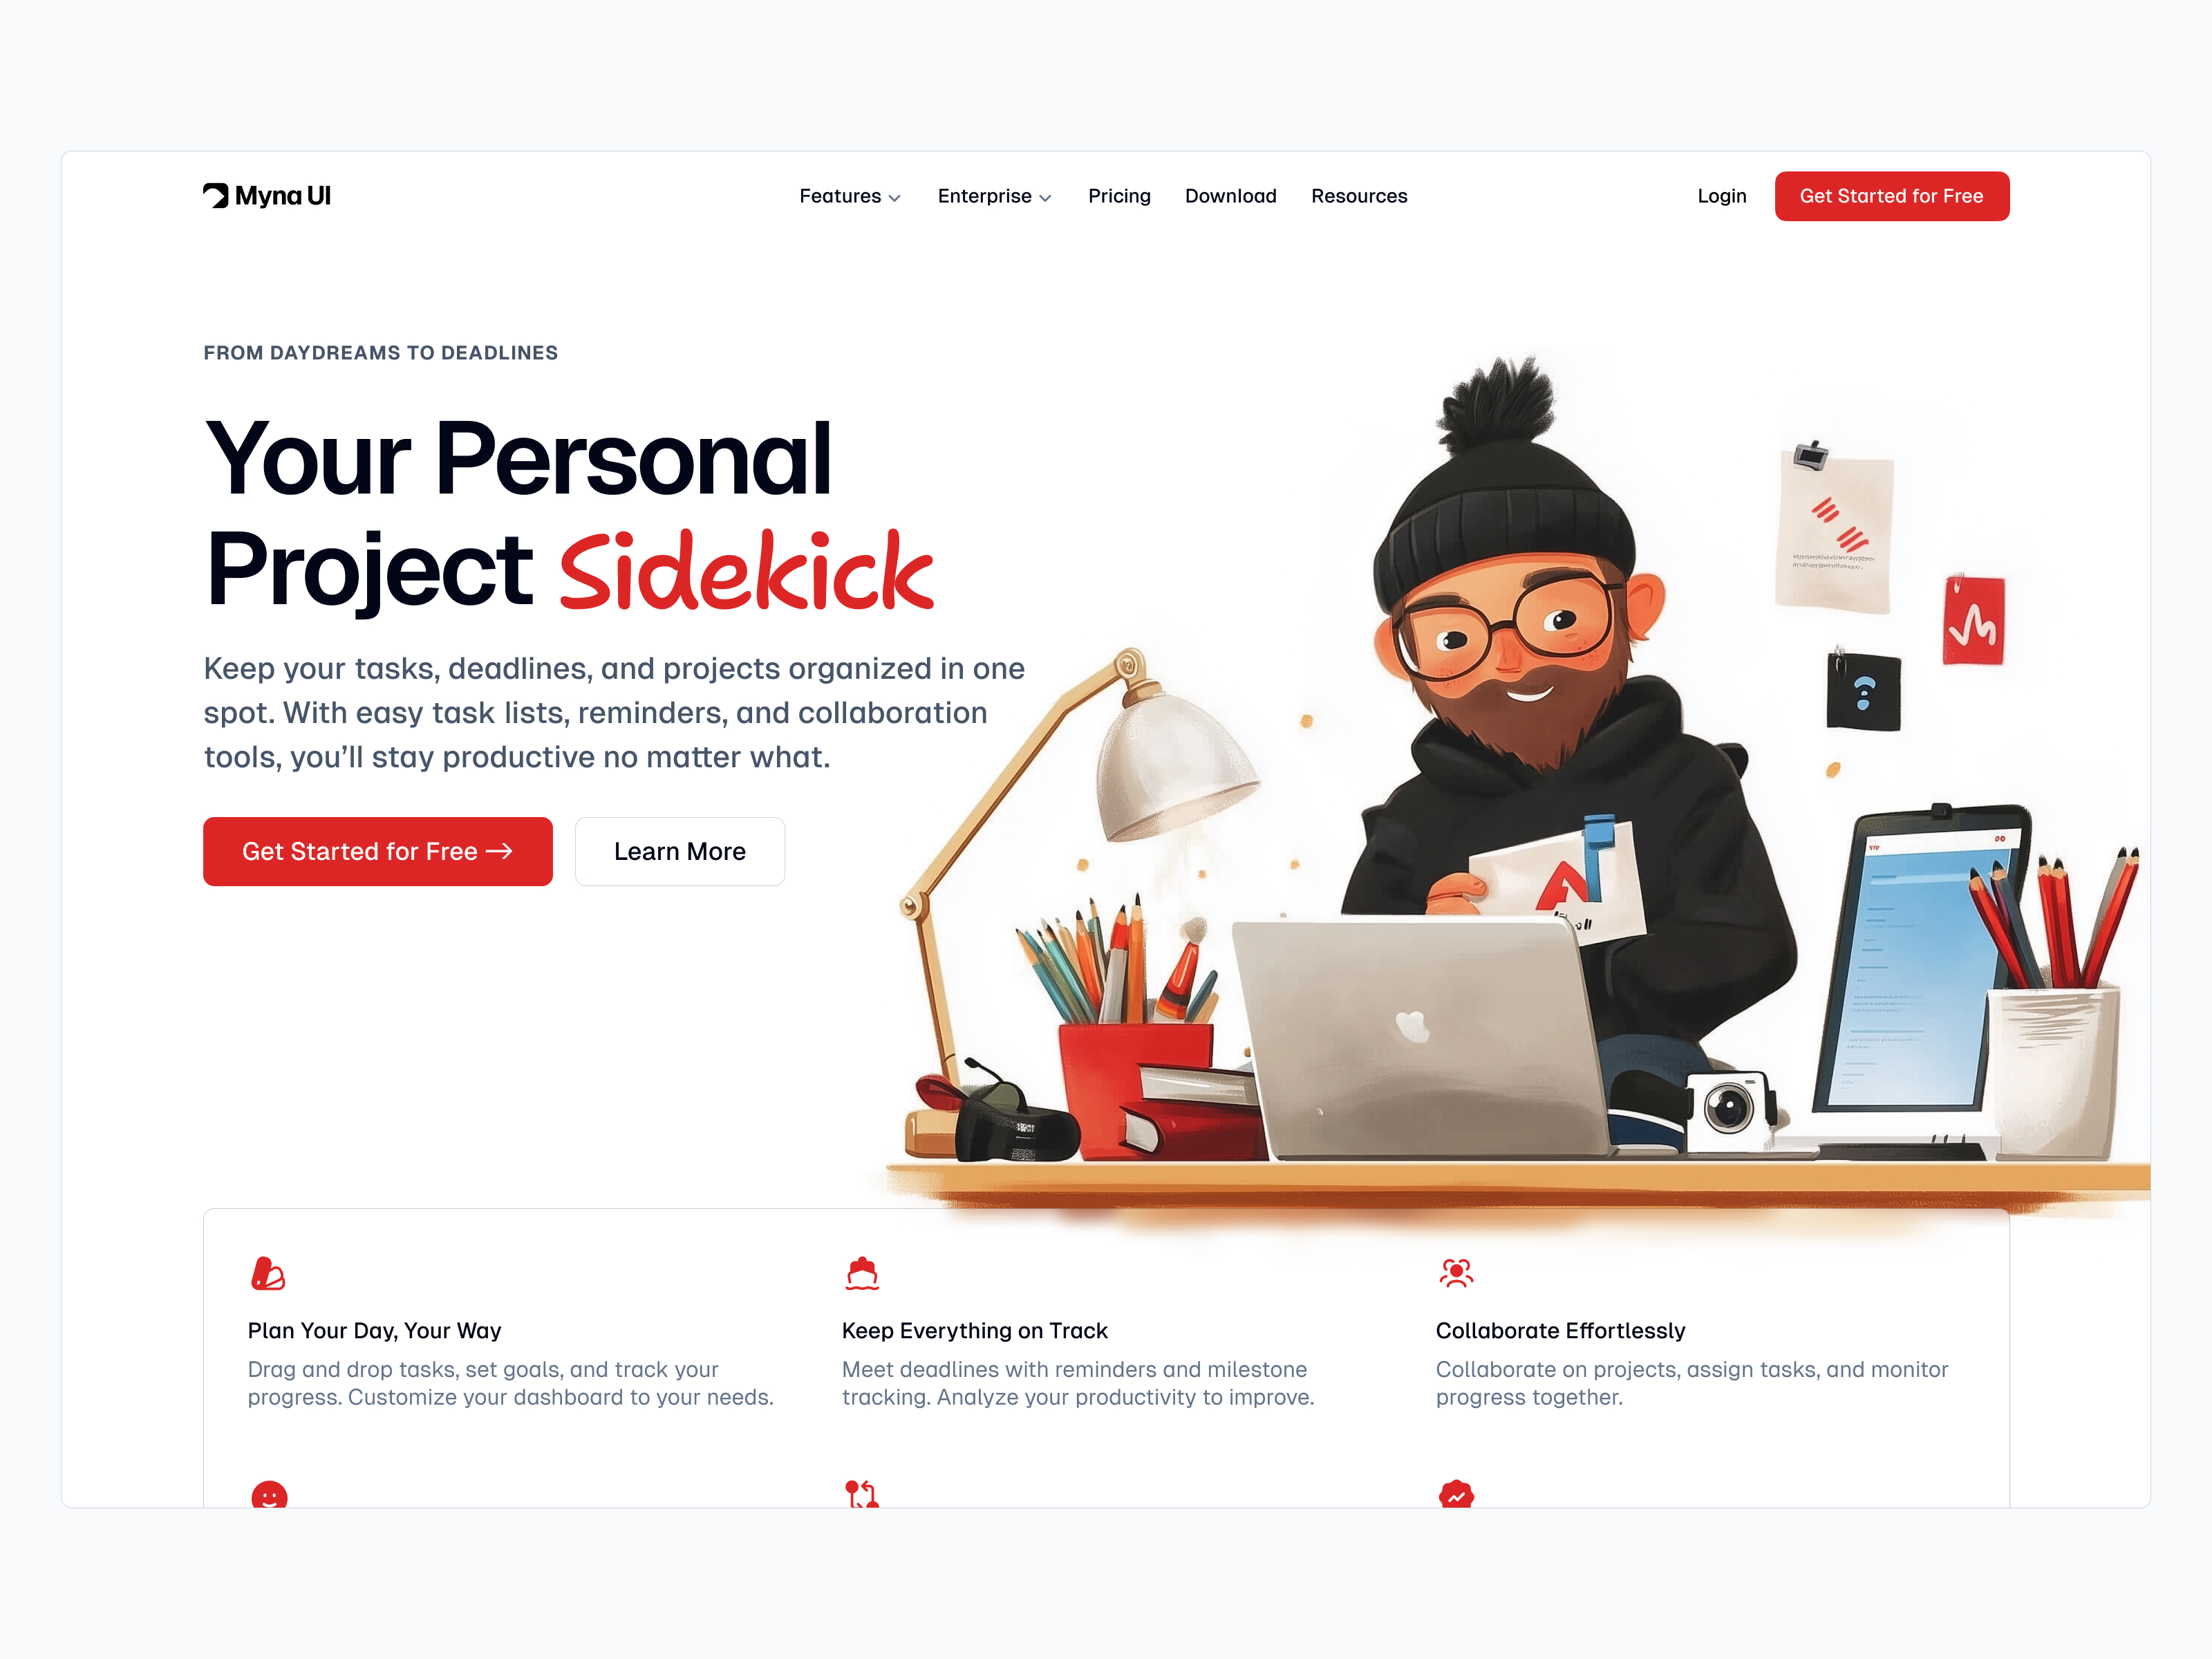 Myna UI
Features
Enterprise
Pricing
Download
Resources
Login
Get Started for Free
FROM DAYDREAMS TO DEADLINES
Your Personal
Project Sidekick
Keep your tasks, deadlines, and projects organized in one
spot. With easy task lists, reminders, and collaboration
tools, you’ll stay productive no matter what.
Get Started for Free →
Learn More
Plan Your Day, Your Way
Drag and drop tasks, set goals, and track your
progress. Customize your dashboard to your needs.
Keep Everything on Track
Meet deadlines with reminders and milestone
tracking. Analyze your productivity to improve.
Collaborate Effortlessly
Collaborate on projects, assign tasks, and monitor
progress together.